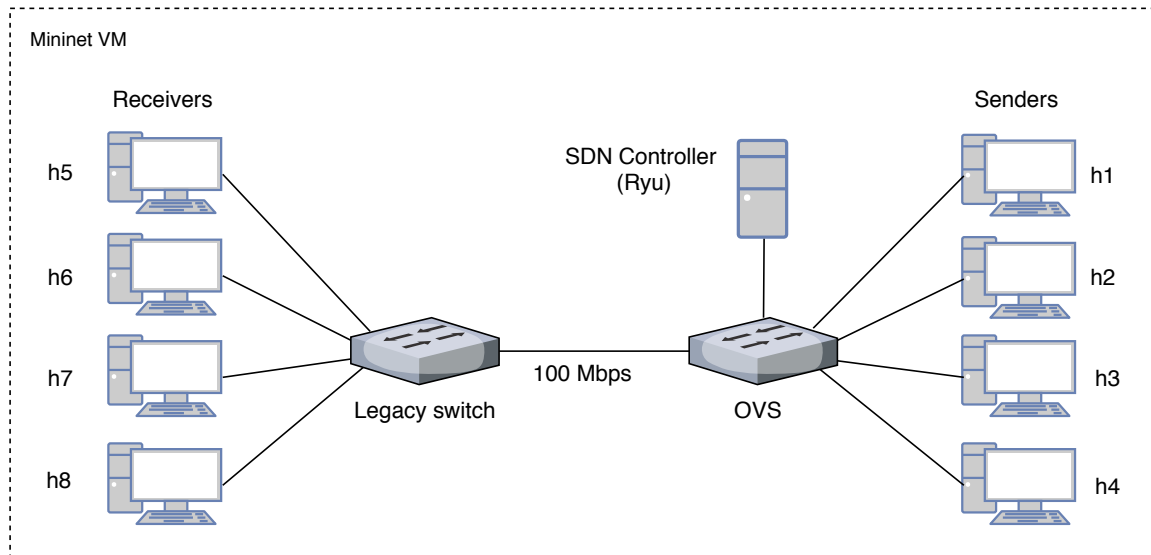 Mininet VM
Receivers
Senders
h5
h6
h7
h8
SDN Controller
(Ryu)
h1
h2
h3
h4
100 Mbps
Legacy switch
OVS